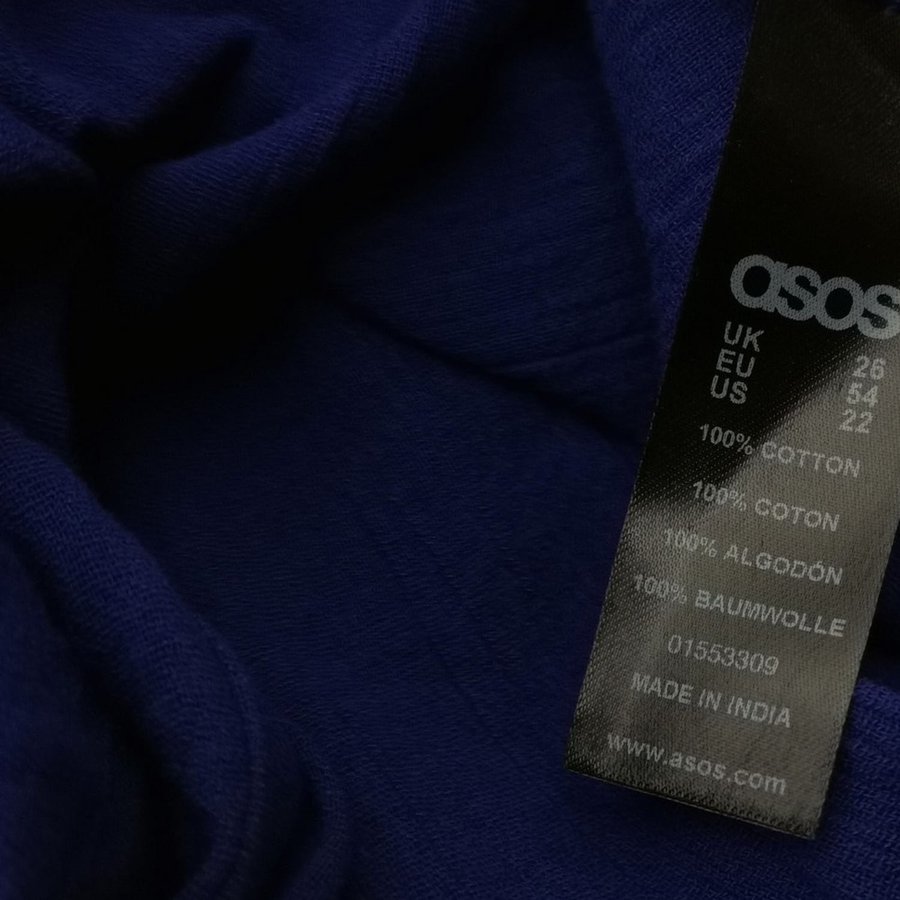 asos
UK 26
EU 54
US 22
100% COTTON
100% COTON
100% ALGODÓN
100% BAUMWOLLE
01553309
MADE IN INDIA
www.asos.com